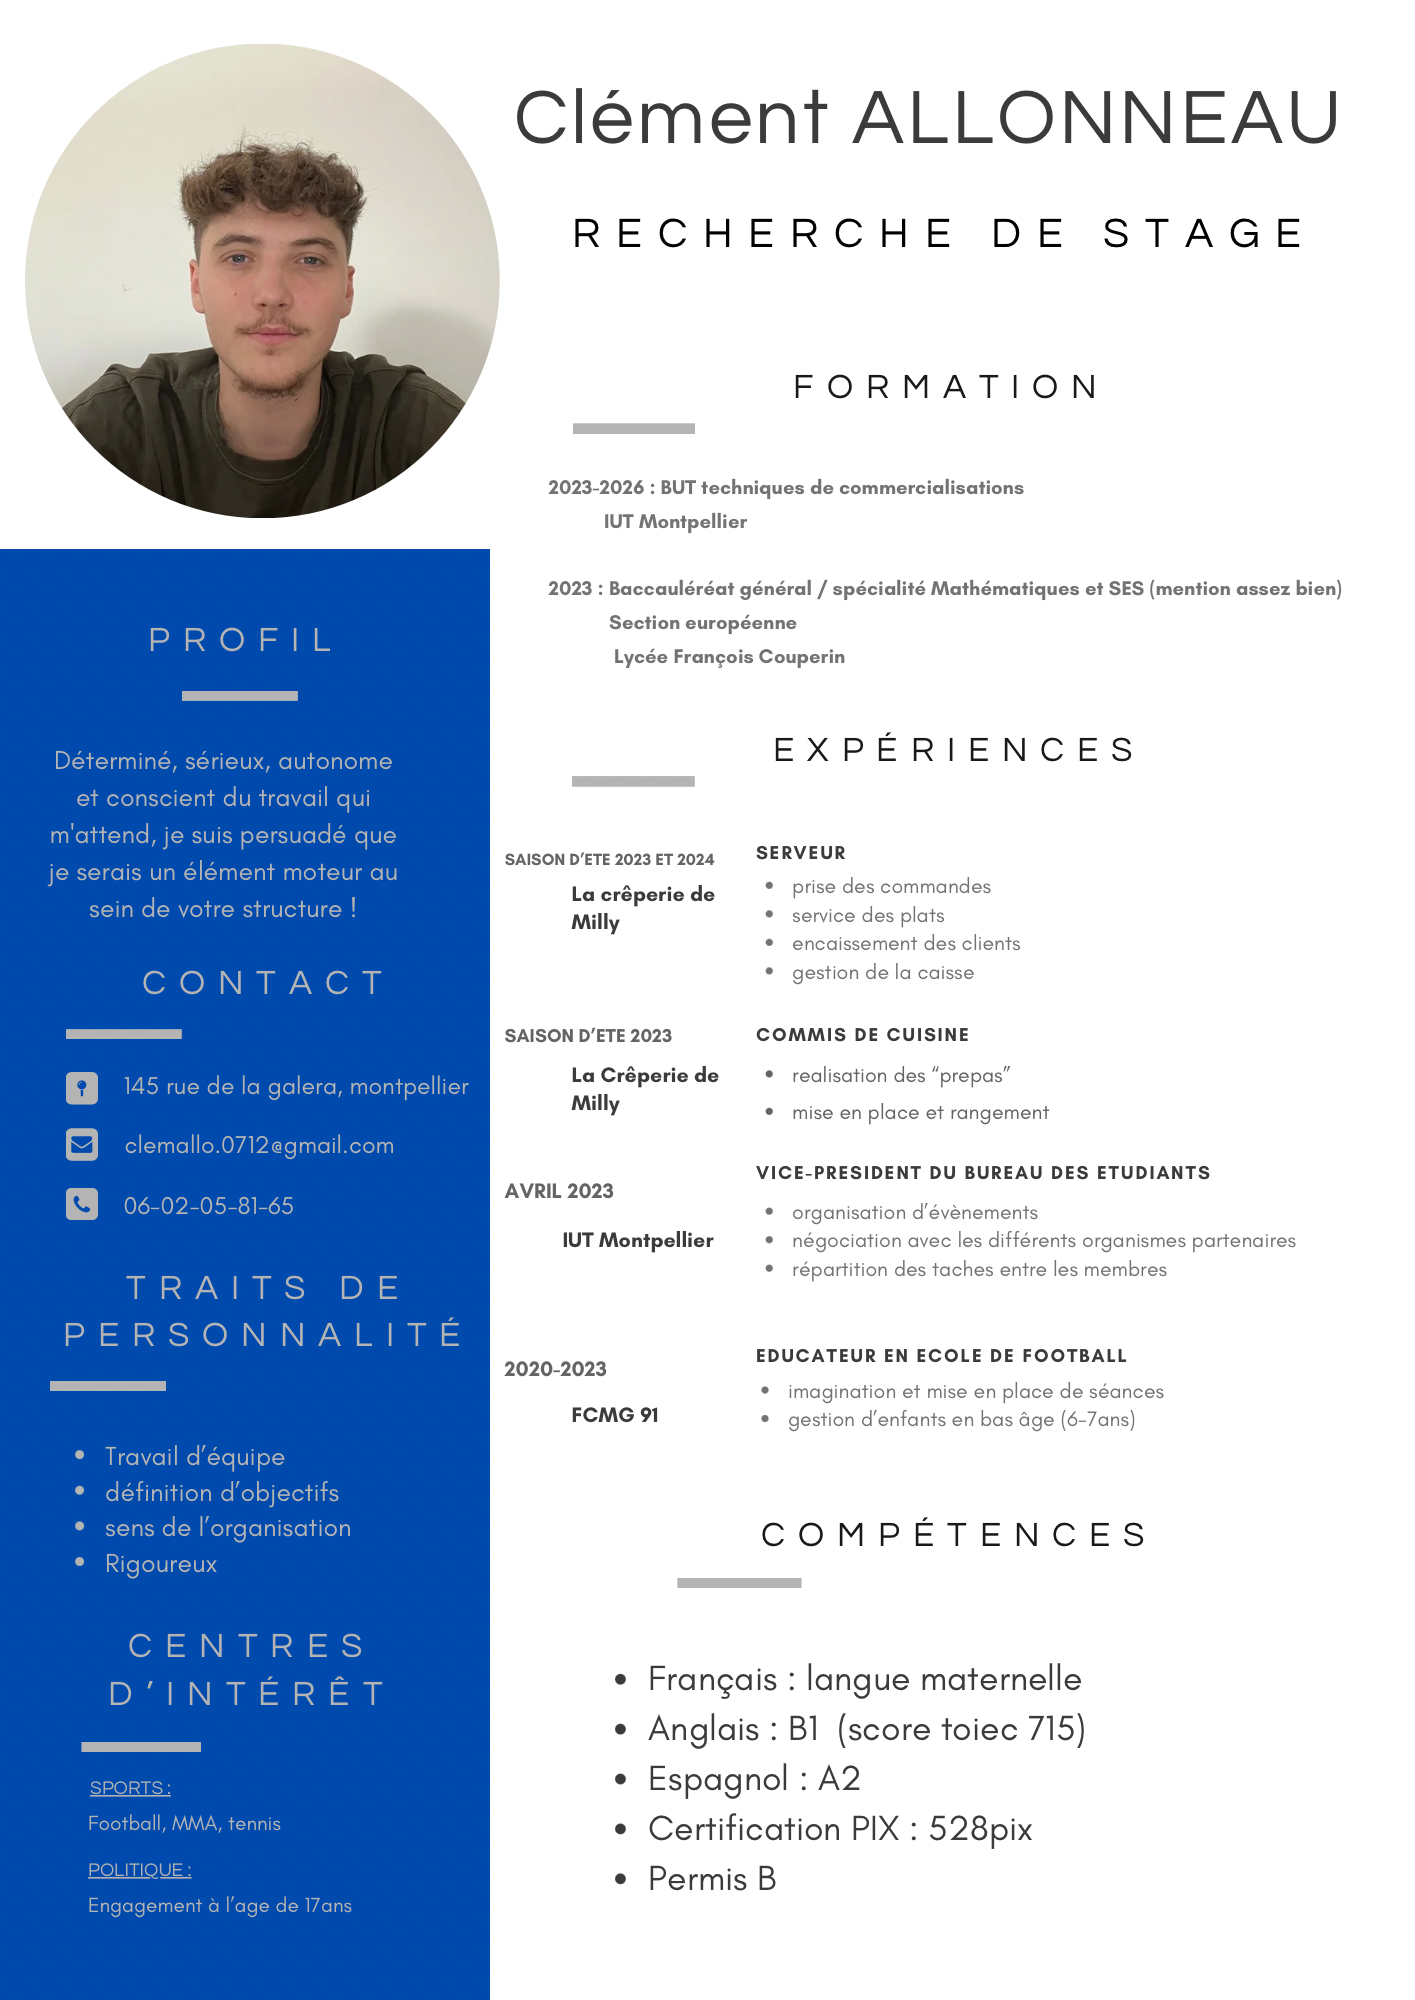 Clément ALLONNEAU
RECHERCHE DE STAGE
FORMATION
2023-2026 : BUT techniques de commercialisations
IUT Montpellier
2023 : Baccauléréat général / spécialité Mathématiques et SES (mention assez bien)
Section européenne
Lycée François Couperin
EXPÉRIENCES
SAISON D’ETE 2023 ET 2024
La crêperie de
Milly
SERVEUR
• prise des commandes
• service des plats
• encaissement des clients
• gestion de la caisse
SAISON D’ETE 2023
La Crêperie de
Milly
COMMIS DE CUISINE
• realisation des “prepas”
• mise en place et rangement
AVRIL 2023
IUT Montpellier
VICE-PRESIDENT DU BUREAU DES ETUDIANTS
• organisation d’évènements
• négociation avec les différents organismes partenaires
• répartition des taches entre les membres
2020-2023
FCMG 91
EDUCATEUR EN ECOLE DE FOOTBALL
• imagination et mise en place de séances
• gestion d’enfants en bas âge (6-7ans)
COMPÉTENCES
• Français : langue maternelle
• Anglais : B1 (score toiec 715)
• Espagnol : A2
• Certification PIX : 528pix
• Permis B
PROFIL
Déterminé, sérieux, autonome
et conscient du travail qui
m'attend, je suis persuadé que
je serais un élément moteur au
sein de votre structure !
CONTACT
145 rue de la galera, montpellier
clemallo.0712@gmail.com
06-02-05-81-65
TRAITS DE
PERSONNALITÉ
• Travail d’équipe
• définition d’objectifs
• sens de l’organisation
• Rigoureux
CENTRES
D’INTÉRÊT
SPORTS :
Football, MMA, tennis
POLITIQUE :
Engagement à l’age de 17ans